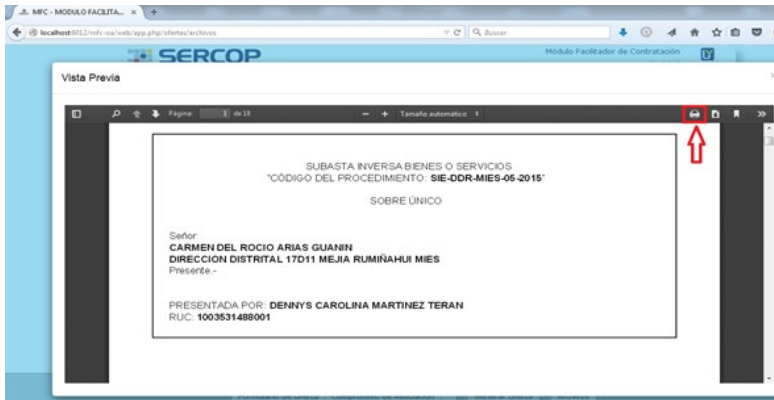 MFC - MODULO FACILITA...
localhost:8012/mfc-oa/web/app.php/ofertas/archivos
Buscar
SERCOP
Módulo Facilitador de Contratación
Vista Previa
Página: 1 de 18
Tamaño automático
SUBASTA INVERSA BIENES O SERVICIOS
"CÓDIGO DEL PROCEDIMIENTO: SIE-DDR-MIES-05-2015"
SOBRE ÚNICO
Señor
CARMEN DEL ROCIO ARIAS GUANIN
DIRECCION DISTRITAL 17D11 MEJIA RUMIÑAHUI MIES
Presente.-
PRESENTADA POR: DENNYS CAROLINA MARTINEZ TERAN
RUC: 1003531488001